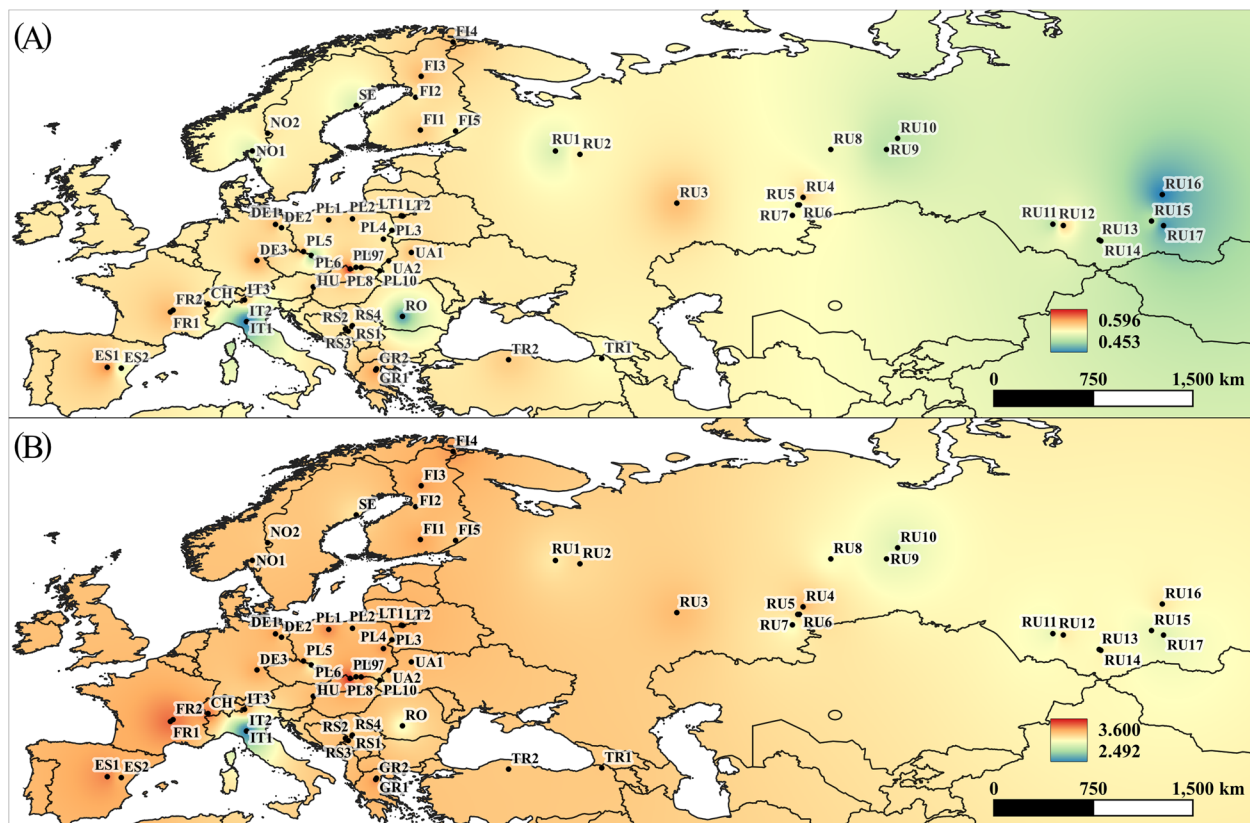 (A)
FI4
FI3
FI2
SE
NO2
FI1
FI5
NO1
RU1
RU2
RU8
RU10
RU9
RU3
RU5
RU4
RU7
RU6
RU16
RU15
RU11
RU12
RU17
RU13
RU14
DE1
DE2
PL1
PL2
LT1
LT2
PL4
PL3
DE3
PL5
PL6
PL97
UA1
UA2
PL8
PL10
HU
CH
IT3
FR2
FR1
IT2
IT1
RS2
RS4
RS3
RS1
RO
ES1
ES2
GR2
GR1
TR2
TR1
0.596
0.453
0 750 1,500 km
(B)
FI4
FI3
FI2
SE
NO2
FI1
FI5
NO1
RU1
RU2
RU8
RU10
RU9
RU3
RU5
RU4
RU7
RU6
RU16
RU15
RU11
RU12
RU17
RU13
RU14
DE1
DE2
PL1
PL2
LT1
LT2
PL4
PL3
DE3
PL5
PL6
PL97
UA1
UA2
PL8
PL10
HU
CH
IT3
FR2
FR1
IT2
IT1
RS2
RS4
RS3
RS1
RO
ES1
ES2
GR2
GR1
TR2
TR1
3.600
2.492
0 750 1,500 km